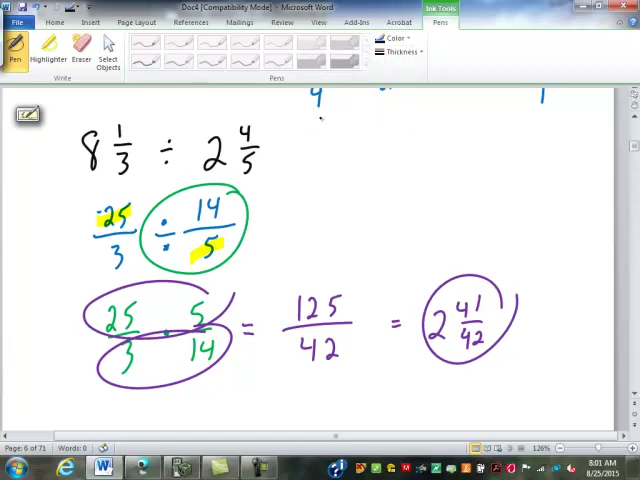 Doc4 [Compatibility Mode] - Microsoft Word
Ink Tools
File Home Insert Page Layout References Mailings Review View Add-Ins Acrobat Pens
Pen Highlighter Eraser Select Objects
Color
Thickness
Write Pens
4 1
8 1/3 ÷ 2 4/5
25/3 ÷ 14/5
25/3 · 5/14 = 125/42 = 2 41/42
Page: 6 of 71 Words: 0 126%
8:01 AM
8/25/2015